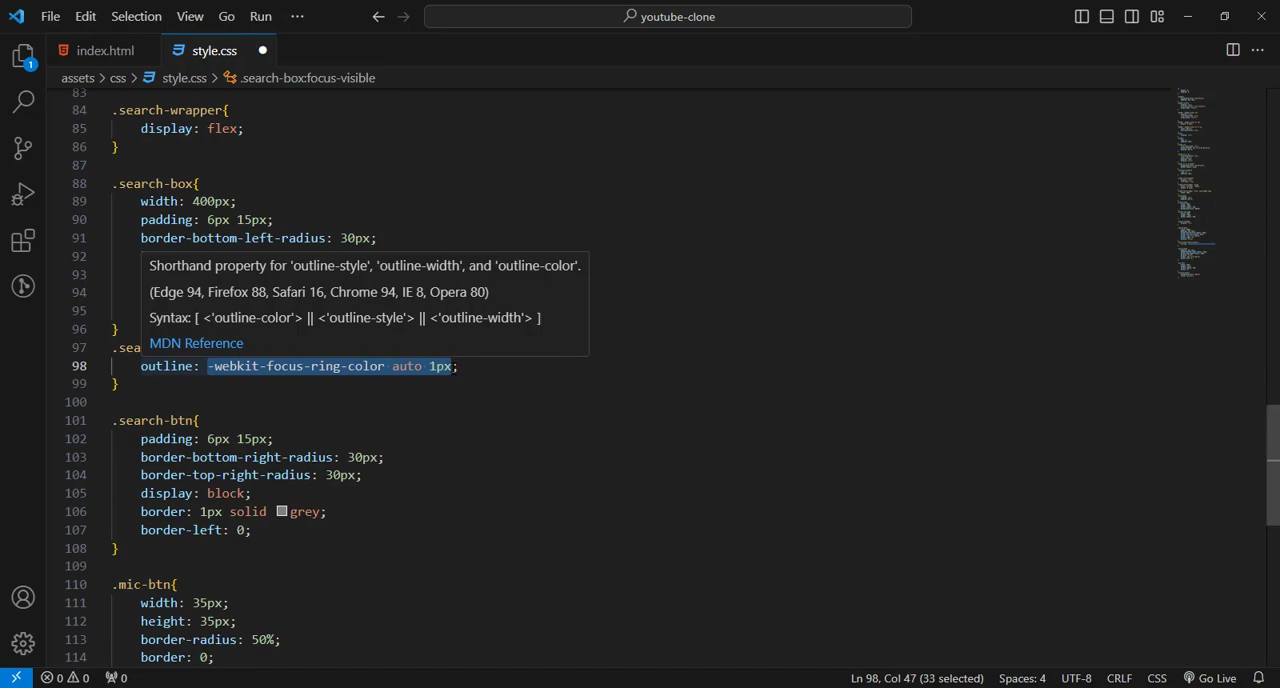 File Edit Selection View Go Run ··· youtube-clone
index.html style.css
assets > css > style.css > .search-box:focus-visible
83
84 .search-wrapper{
85 display: flex;
86 }
87
88 .search-box{
89 width: 400px;
90 padding: 6px 15px;
91 border-bottom-left-radius: 30px;
92
Shorthand property for 'outline-style', 'outline-width', and 'outline-color'.
93
(Edge 94, Firefox 88, Safari 16, Chrome 94, IE 8, Opera 80)
94
95
Syntax: [ <'outline-color'> || <'outline-style'> || <'outline-width'> ]
96 }
MDN Reference
97 .sea
98 outline: -webkit-focus-ring-color auto 1px;
99 }
100
101 .search-btn{
102 padding: 6px 15px;
103 border-bottom-right-radius: 30px;
104 border-top-right-radius: 30px;
105 display: block;
106 border: 1px solid grey;
107 border-left: 0;
108 }
109
110 .mic-btn{
111 width: 35px;
112 height: 35px;
113 border-radius: 50%;
114 border: 0;
1
0 0 0 Ln 98, Col 47 (33 selected) Spaces: 4 UTF-8 CRLF CSS Go Live